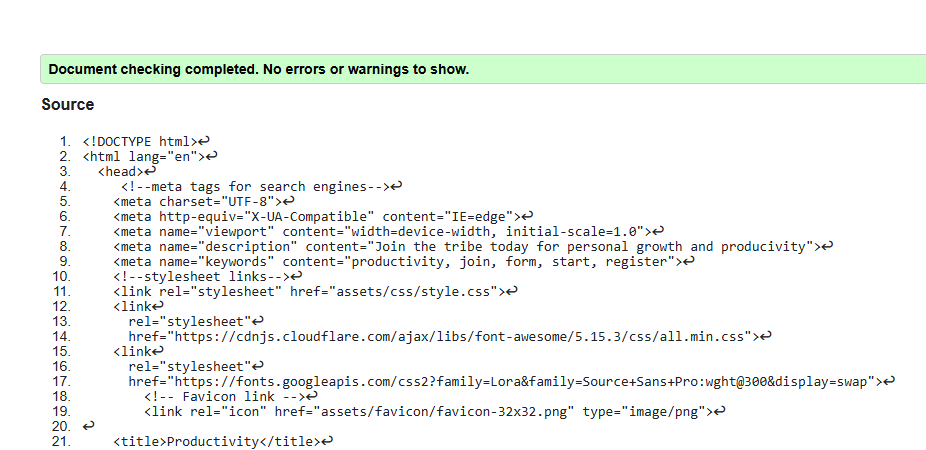 Document checking completed. No errors or warnings to show.
Source
1. <!DOCTYPE html>↩
2. <html lang="en">↩
3. <head>↩
4. <!--meta tags for search engines-->↩
5. <meta charset="UTF-8">↩
6. <meta http-equiv="X-UA-Compatible" content="IE=edge">↩
7. <meta name="viewport" content="width=device-width, initial-scale=1.0">↩
8. <meta name="description" content="Join the tribe today for personal growth and producivity">↩
9. <meta name="keywords" content="productivity, join, form, start, register">↩
10. <!--stylesheet links-->↩
11. <link rel="stylesheet" href="assets/css/style.css">↩
12. <link↩
13. rel="stylesheet"↩
14. href="https://cdnjs.cloudflare.com/ajax/libs/font-awesome/5.15.3/css/all.min.css">↩
15. <link↩
16. rel="stylesheet"↩
17. href="https://fonts.googleapis.com/css2?family=Lora&family=Source+Sans+Pro:wght@300&display=swap">↩
18. <!-- Favicon link -->↩
19. <link rel="icon" href="assets/favicon/favicon-32x32.png" type="image/png">↩
20. ↩
21. <title>Productivity</title>↩